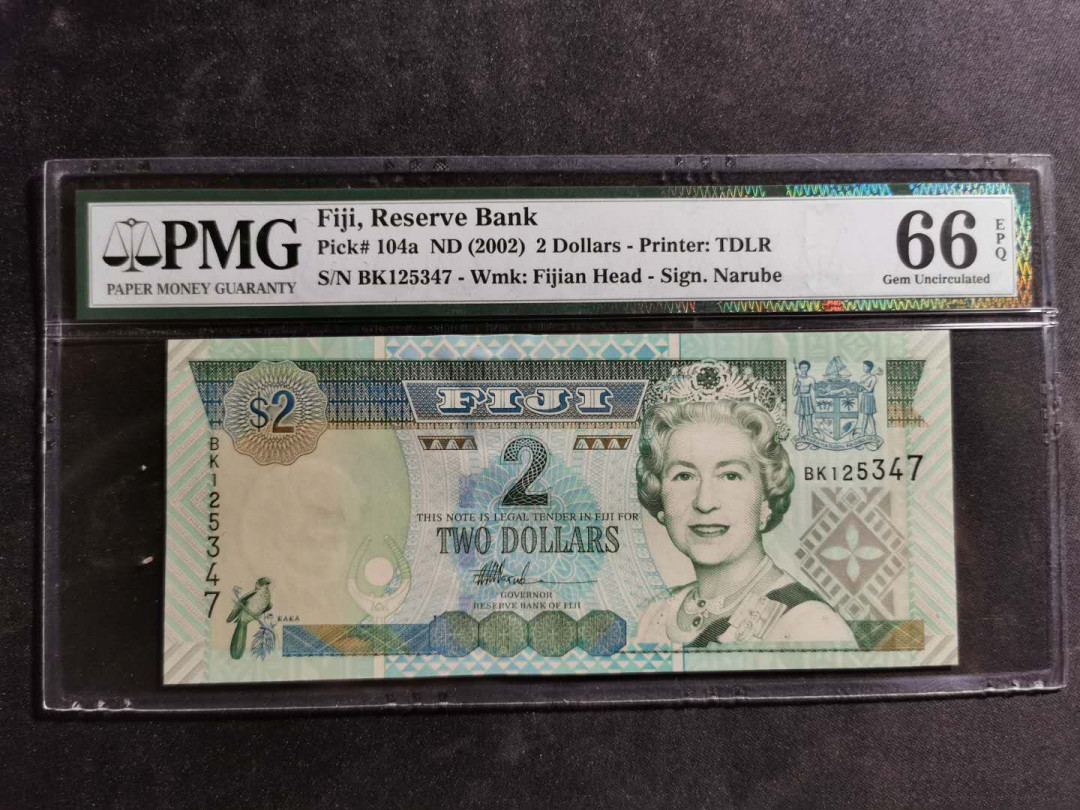 PMG
PAPER MONEY GUARANTY
Fiji, Reserve Bank
Pick# 104a ND (2002) 2 Dollars - Printer: TDLR
S/N BK125347 - Wmk: Fijian Head - Sign. Narube
66
EPQ
Gem Uncirculated
$2
FIJI
2
BK125347
BK125347
THIS NOTE IS LEGAL TENDER IN FIJI FOR
TWO DOLLARS
GOVERNOR
RESERVE BANK OF FIJI
KAKA